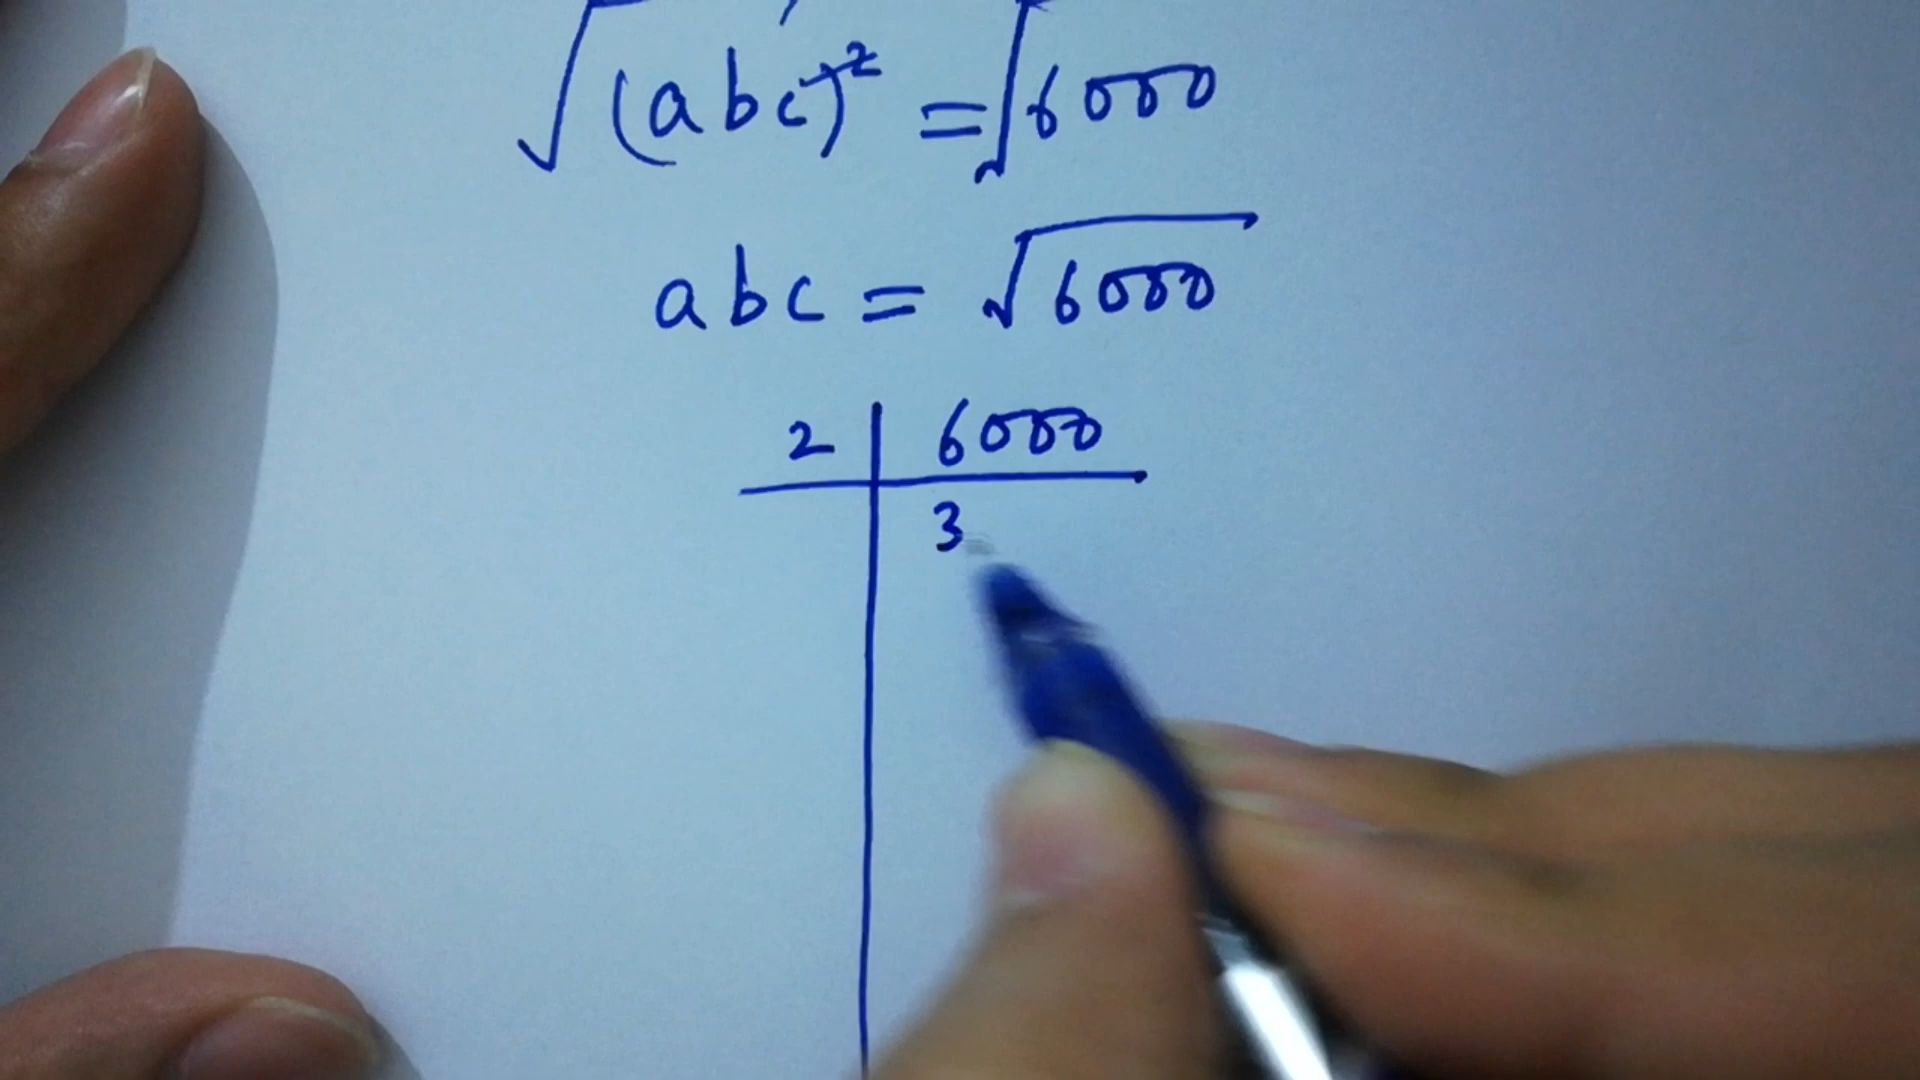 √(abc)² = √6000
abc = √6000
2 | 6000
3